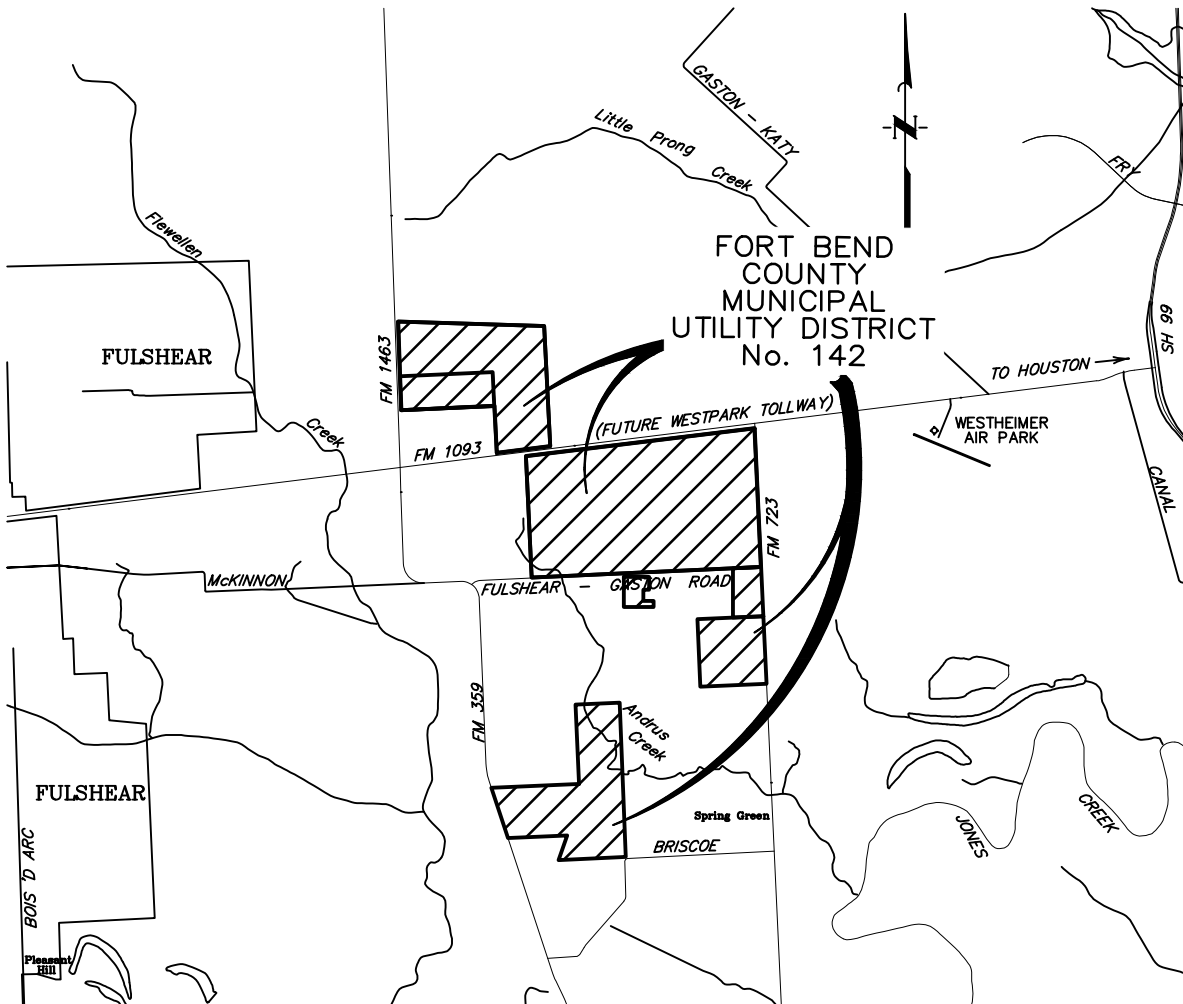 GASTON - KATY
Little Prong Creek
N
FRY
Flewellen
FORT BEND
COUNTY
MUNICIPAL
UTILITY DISTRICT
No. 142
99 HS
FULSHEAR
FM 1463
TO HOUSTON
(FUTURE WESTPARK TOLLWAY)
WESTHEIMER
AIR PARK
Creek
FM 1093
CANAL
FM 723
McKINNON
FULSHEAR - GASTON ROAD
FM 359
Andrus
Creek
FULSHEAR
Spring Green
JONES
CREEK
BRISCOE
BOIS 'D ARC
Pleasant
Hill